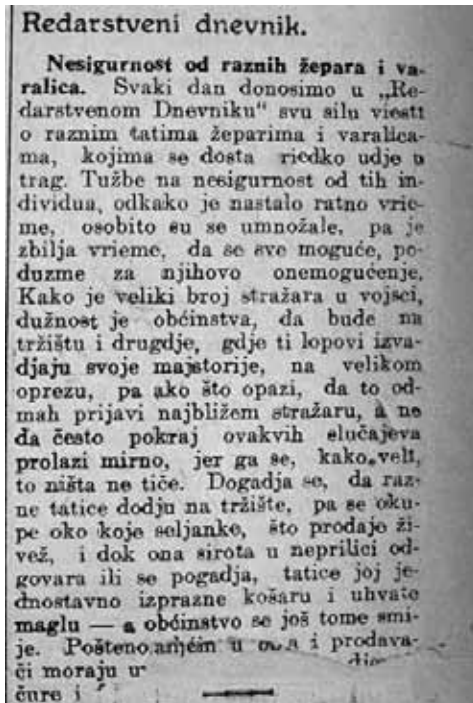 Redarstveni dnevnik.
Nesigurnost od raznih žepara i va-
ralica. Svaki dan donosimo u „Re-
darstvenom Dnevniku“ svu silu viesti
o raznim tatima žeparima i varalica-
ma, kojima se dosta riedko udje u
trag. Tužbe na nesigurnost od tih in-
dividua, odkako je nastalo ratno vrie-
me, osobito su se umnožale, pa je
zbilja vrieme, da se sve moguće, po-
duzme za njihovo onemogućenje.
Kako je veliki broj stražara u vojsci,
dužnost je občinstva, da bude na
tržištu i drugdje, gdje ti lopovi izva-
djaju svoje majstorije, na velikom
oprezu, pa ako što opazi, da to od-
mah prijavi najbližem stražaru, a ne
da često pokraj ovakvih slučajeva
prolazi mirno, jer ga se, kako veli,
to ništa ne tiče. Dogadja se, da raz-
ne tatice dodju na tržište, pa se oku-
pe oko koje seljanke, što prodaje ži-
vež, i dok ona sirota u neprilici od-
govara ili se pogadja, tatice joj je-
dnostavno izprazne košaru i uhvate
maglu — a občinstvo se još tome smi-
je. Pošteno u i prodava-
či moraju
čure i